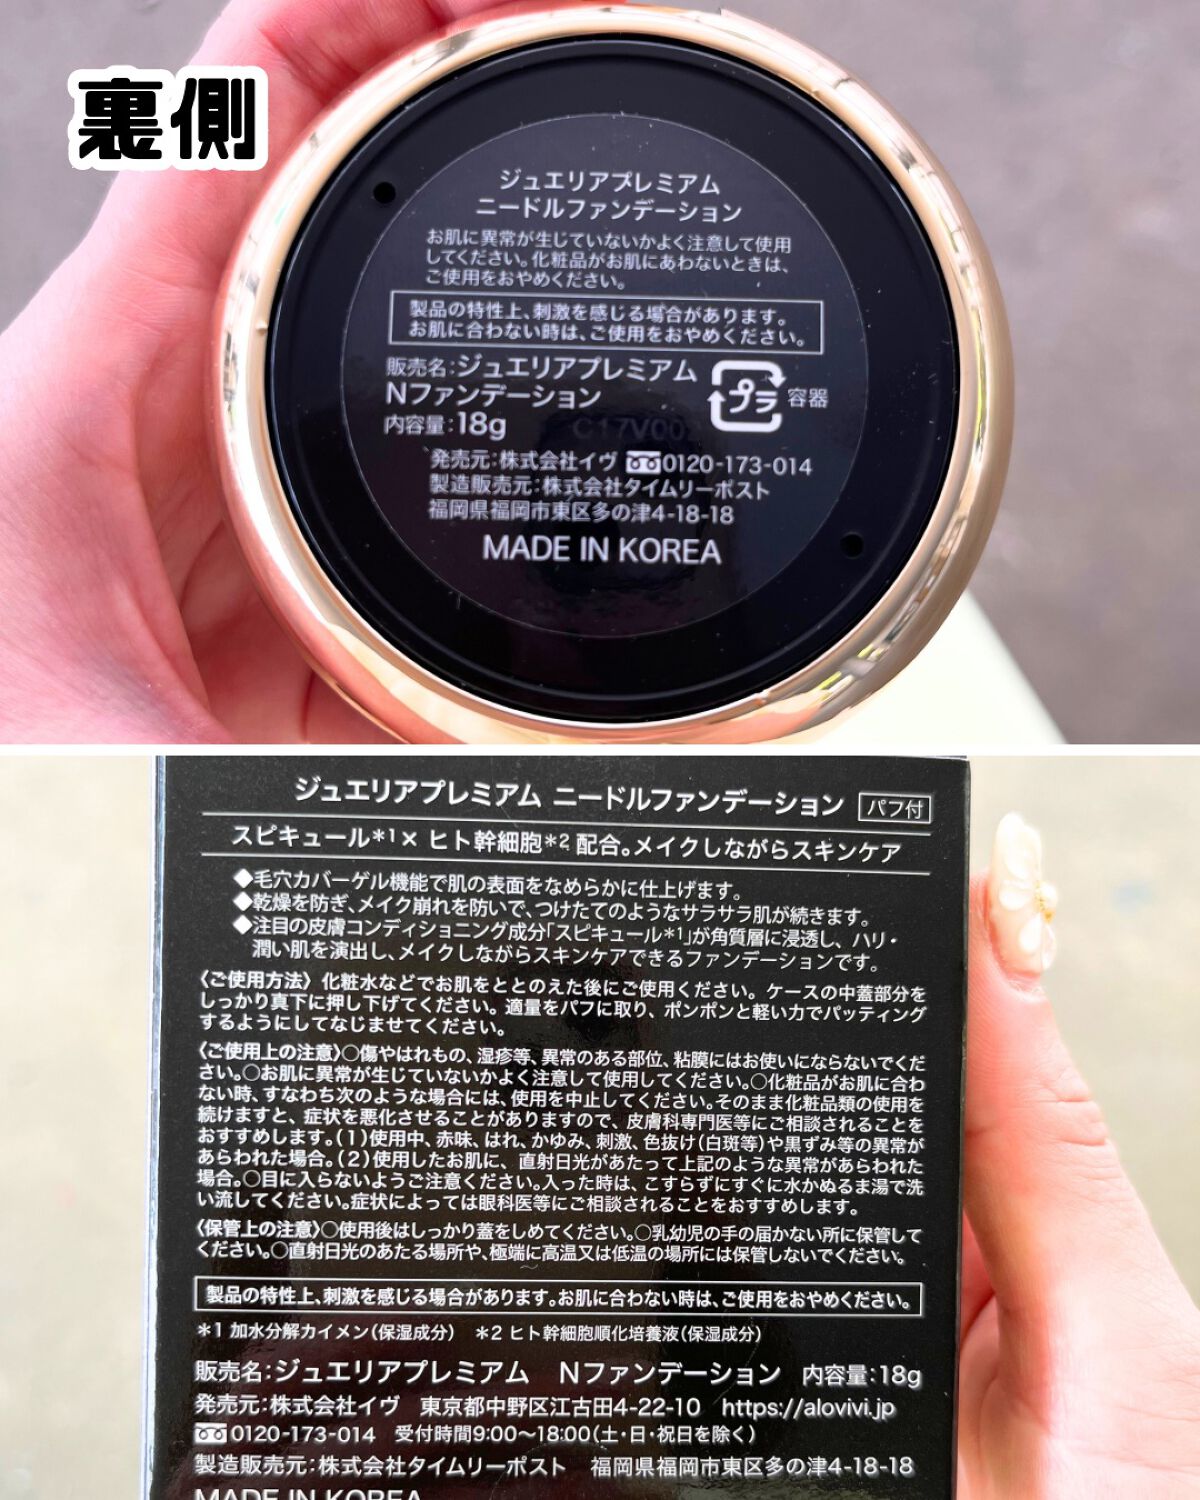 裏側
ジュエリアプレミアム
ニードルファンデーション
お肌に異常が生じていないかよく注意して使用
してください。化粧品がお肌にあわないときは、
ご使用をおやめください。
製品の特性上、刺激を感じる場合があります。
お肌に合わない時は、ご使用をおやめください。
販売名:ジュエリアプレミアム
Nファンデーション
プラ 容器
内容量:18g
発売元:株式会社イヴ 0120-173-014
製造販売元:株式会社タイムリーポスト
福岡県福岡市東区多の津4-18-18
MADE IN KOREA
ジュエリアプレミアム ニードルファンデーション パフ付
スピキュール*1× ヒト幹細胞*2 配合。メイクしながらスキンケア
◆毛穴カバーゲル機能で肌の表面をなめらかに仕上げます。
◆乾燥を防ぎ、メイク崩れを防いで、つけたてのようなサラサラ肌が続きます。
◆注目の皮膚コンディショニング成分「スピキュール*1」が角質層に浸透し、ハリ・
潤い肌を演出し、メイクしながらスキンケアできるファンデーションです。
〈ご使用方法〉化粧水などでお肌をととのえた後にご使用ください。ケースの中蓋部分を
しっかり真下に押し下げてください。適量をパフに取り、ポンポンと軽い力でパッティング
するようにしてなじませてください。
〈ご使用上の注意〉○傷やはれもの、湿疹等、異常のある部位、粘膜にはお使いにならないでくだ
さい。○お肌に異常が生じていないかよく注意して使用してください。○化粧品がお肌に合わ
ない時、すなわち次のような場合には、使用を中止してください。そのまま化粧品類の使用を
続けますと、症状を悪化させることがありますので、皮膚科専門医等にご相談されることを
おすすめします。(1)使用中、赤味、はれ、かゆみ、刺激、色抜け(白斑等)や黒ずみ等の異常が
あらわれた場合。(2)使用したお肌に、直射日光があたって上記のような異常があらわれた
場合。○目に入らないようご注意ください。入った時は、こすらずにすぐに水かぬるま湯で洗
い流してください。症状によっては眼科医等にご相談されることをおすすめします。
〈保管上の注意〉○使用後はしっかり蓋をしめてください。○乳幼児の手の届かない所に保管して
ください。○直射日光のあたる場所や、極端に高温又は低温の場所には保管しないでください。
製品の特性上、刺激を感じる場合があります。お肌に合わない時は、ご使用をおやめください。
*1 加水分解カイメン(保湿成分) *2 ヒト幹細胞順化培養液(保湿成分)
販売名:ジュエリアプレミアム Nファンデーション 内容量:18g
発売元:株式会社イヴ 東京都中野区江古田4-22-10 https://alovivi.jp
0120-173-014 受付時間9:00〜18:00(土・日・祝日を除く)
製造販売元:株式会社タイムリーポスト 福岡県福岡市東区多の津4-18-18
MADE IN KOREA